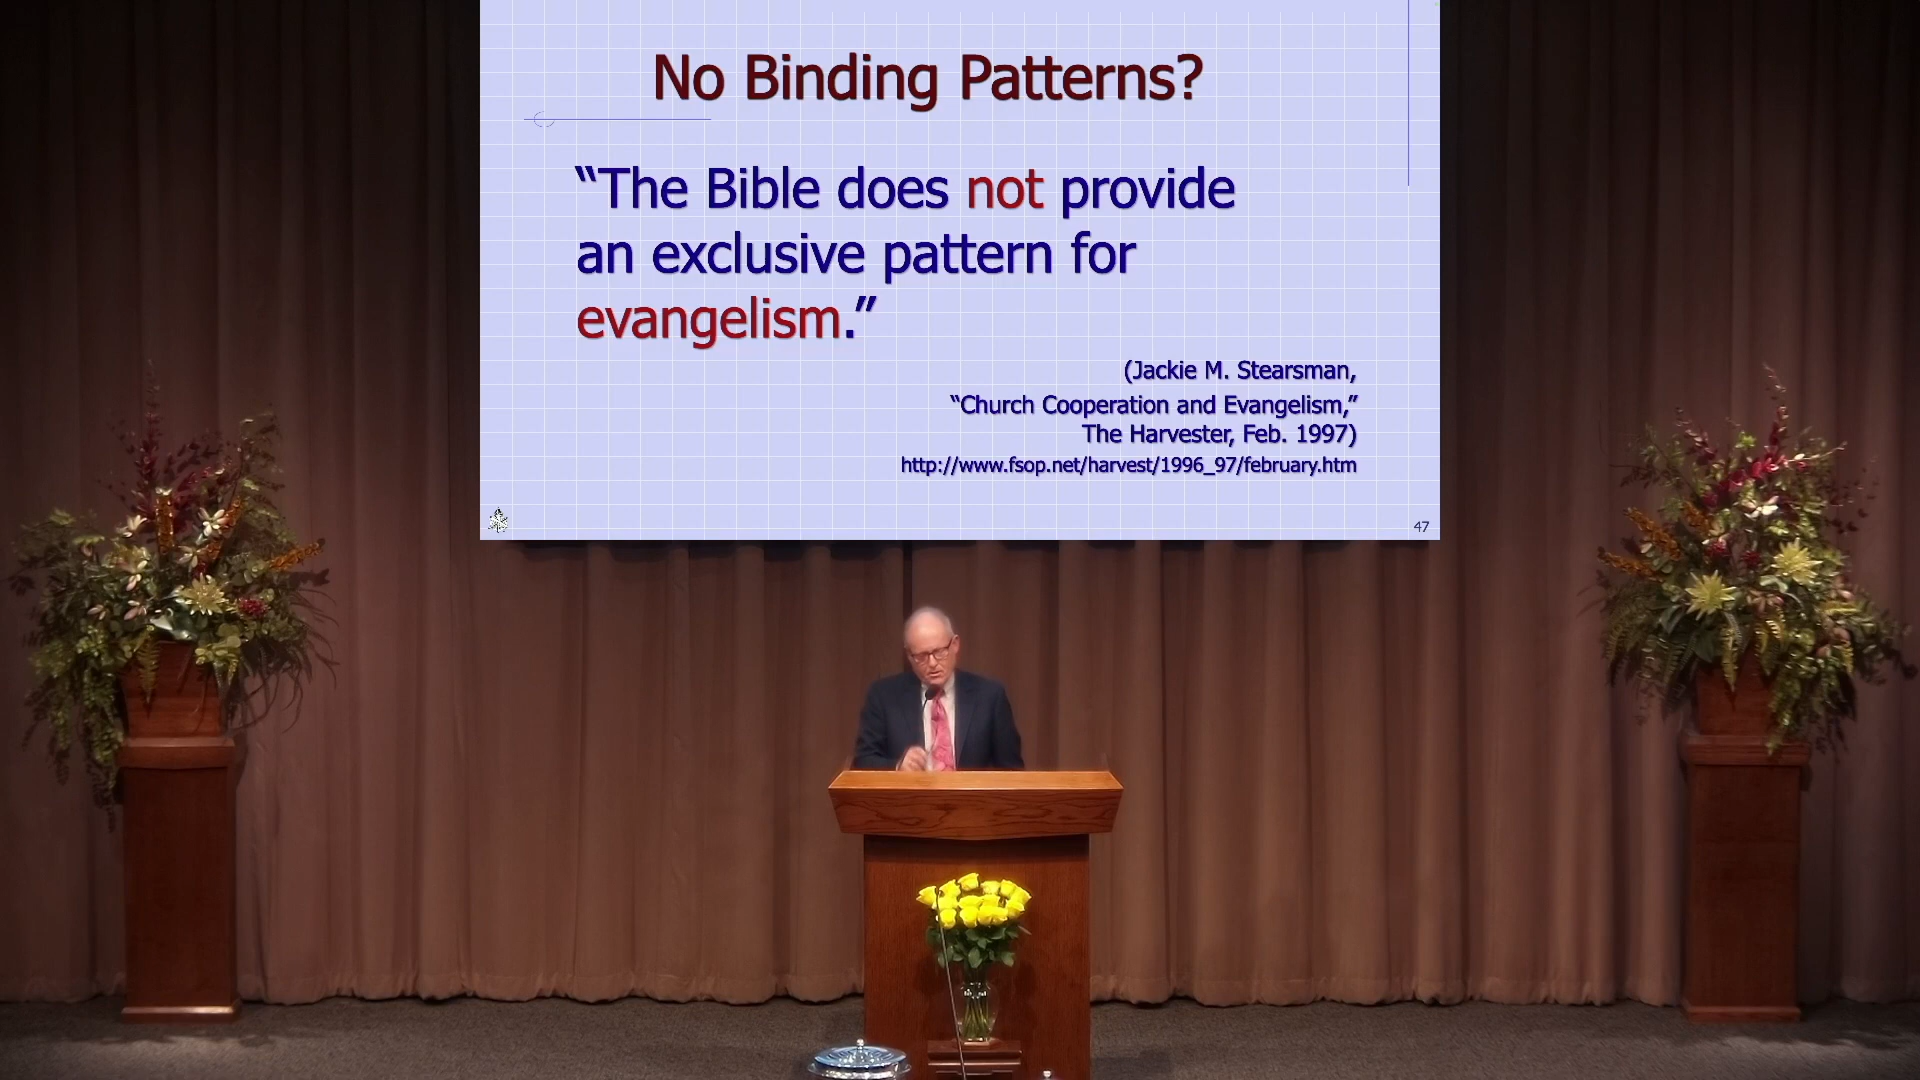 No Binding Patterns?
“The Bible does not provide
an exclusive pattern for
evangelism.”
(Jackie M. Stearsman,
“Church Cooperation and Evangelism,”
The Harvester, Feb. 1997)
http://www.fsop.net/harvest/1996_97/february.htm
47